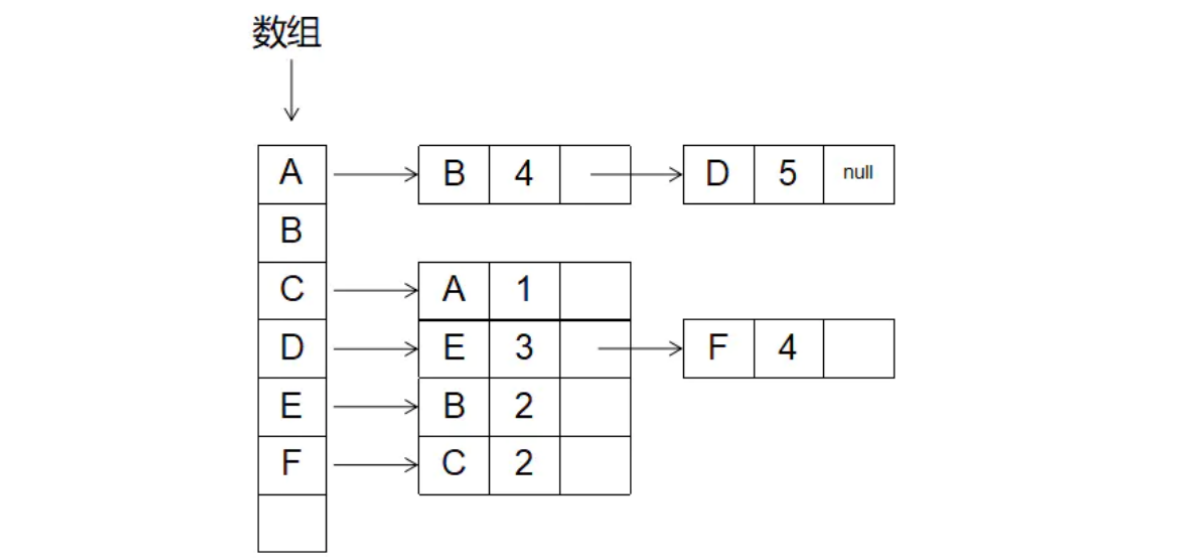 数组
A B 4 D 5 null
B
C A 1
D E 3 F 4
E B 2
F C 2